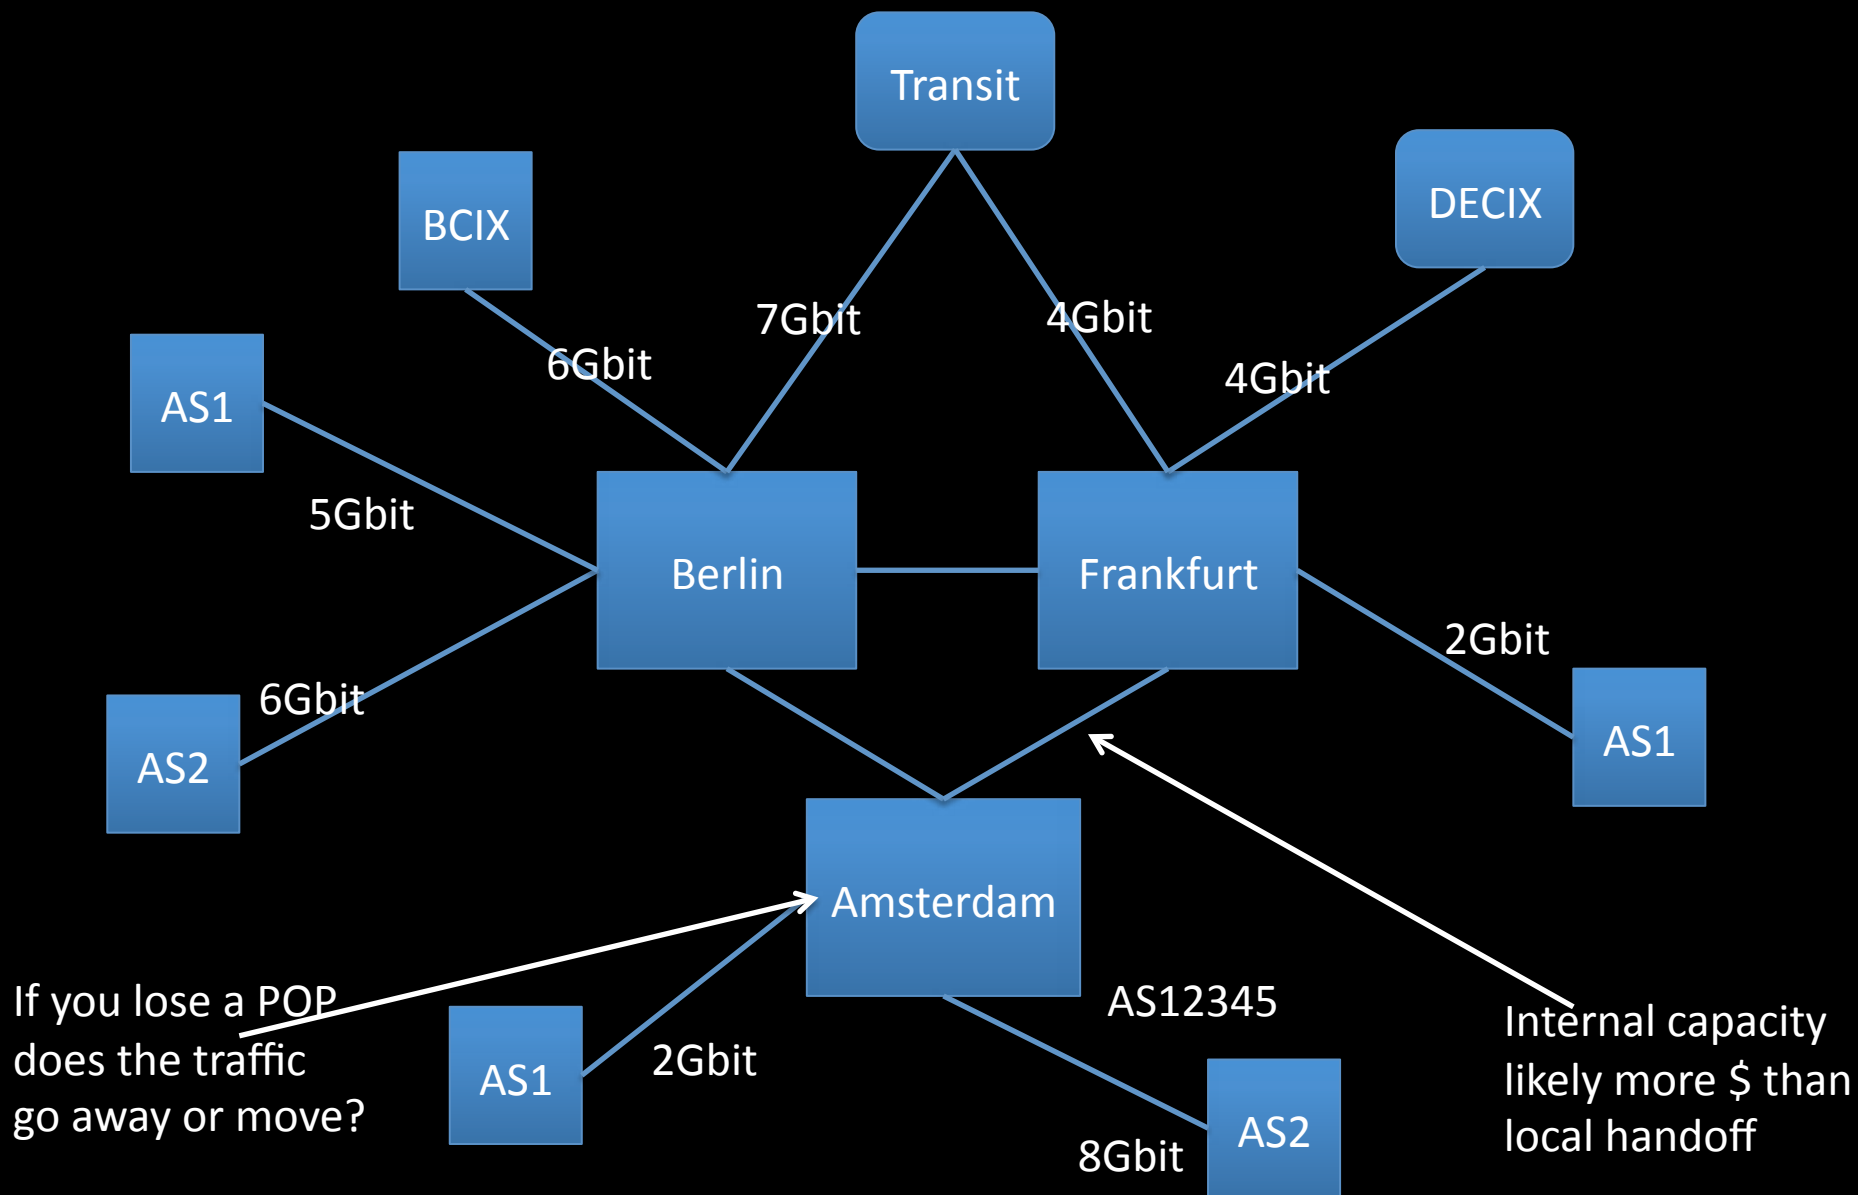 Transit
DECIX
BCIX
7Gbit
4Gbit
6Gbit
4Gbit
AS1
5Gbit
Berlin
Frankfurt
2Gbit
6Gbit
AS2
AS1
Amsterdam
If you lose a POP
does the traffic
go away or move?
AS12345
Internal capacity
likely more $ than
local handoff
AS1
2Gbit
8Gbit
AS2